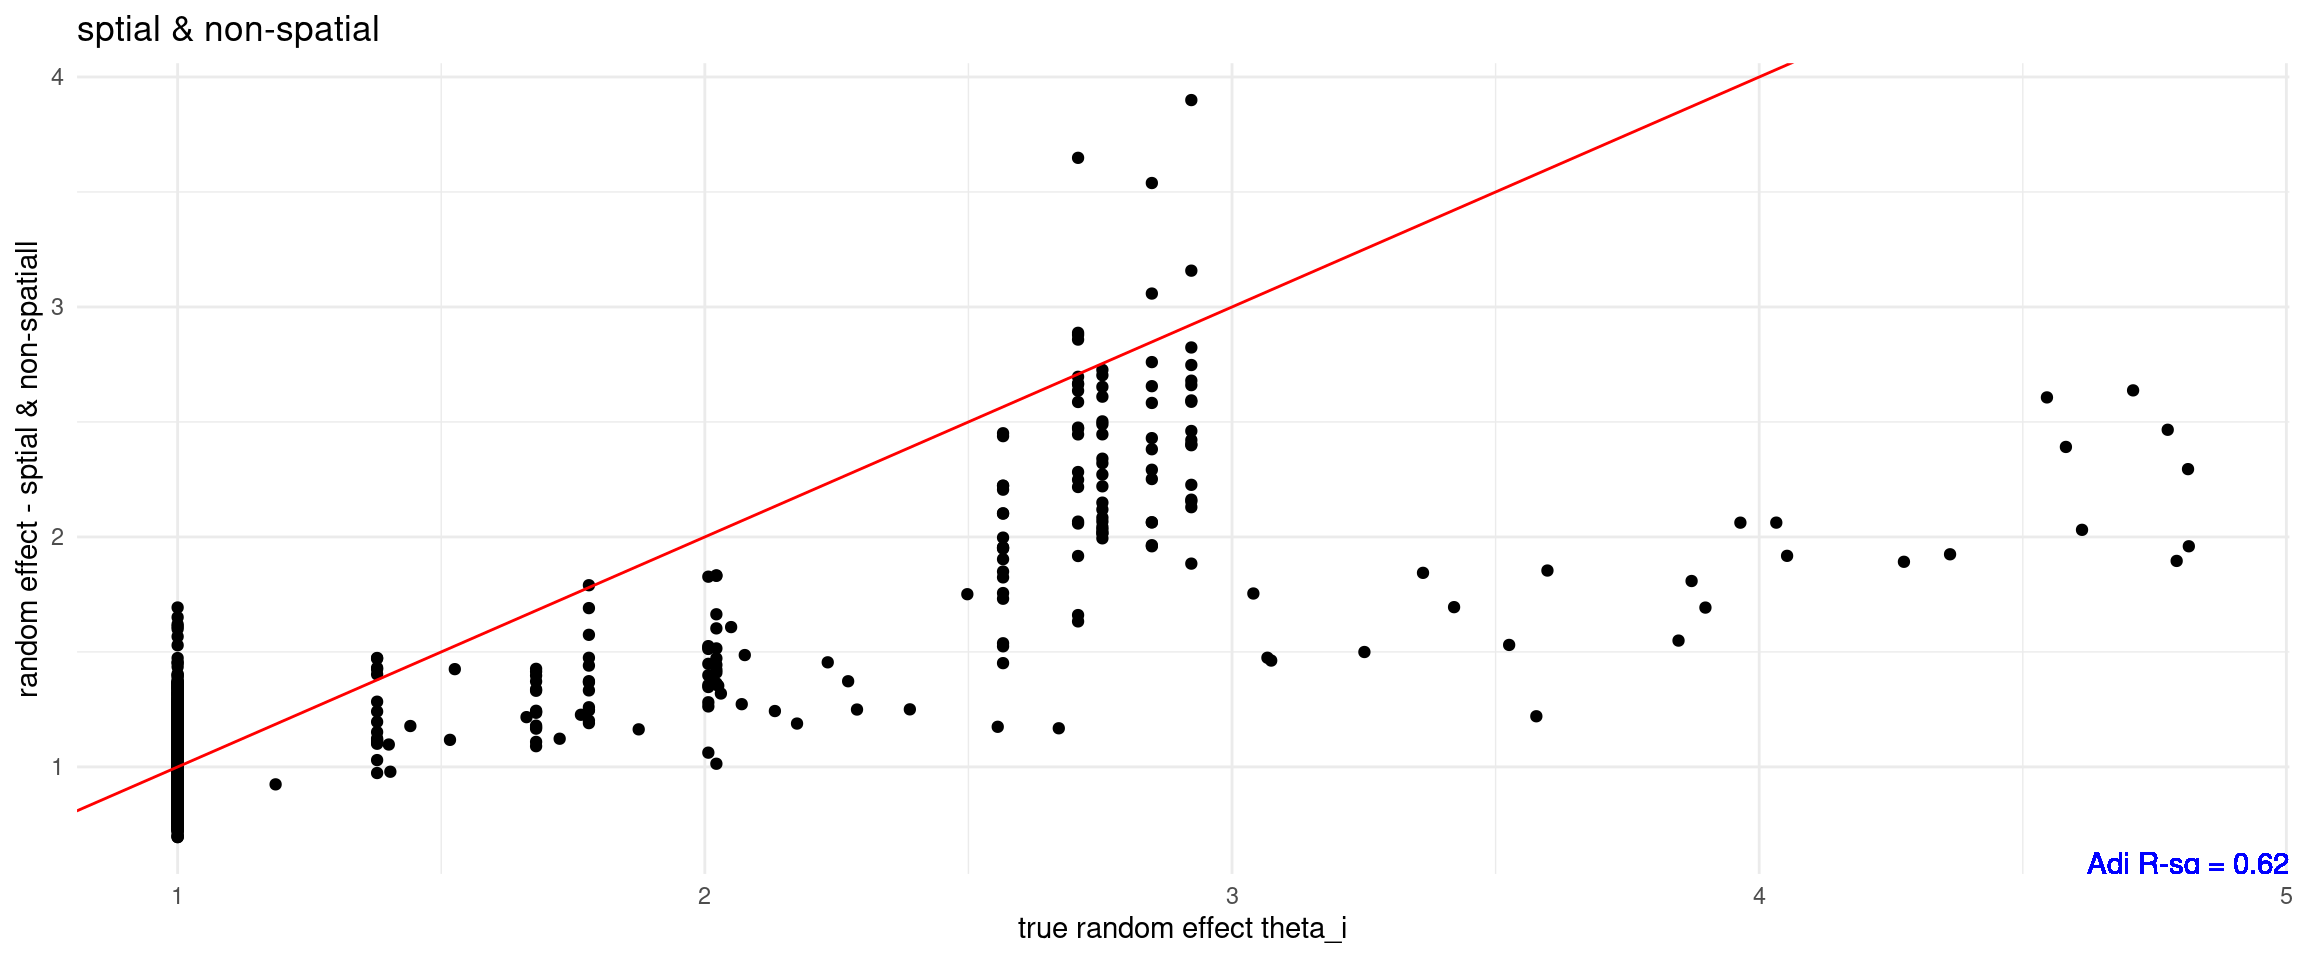 sptial & non-spatial
random effect - sptial & non-spatiall
4
3
2
1
Adj R-sq = 0.62
1 2 3 4 5
true random effect theta_i